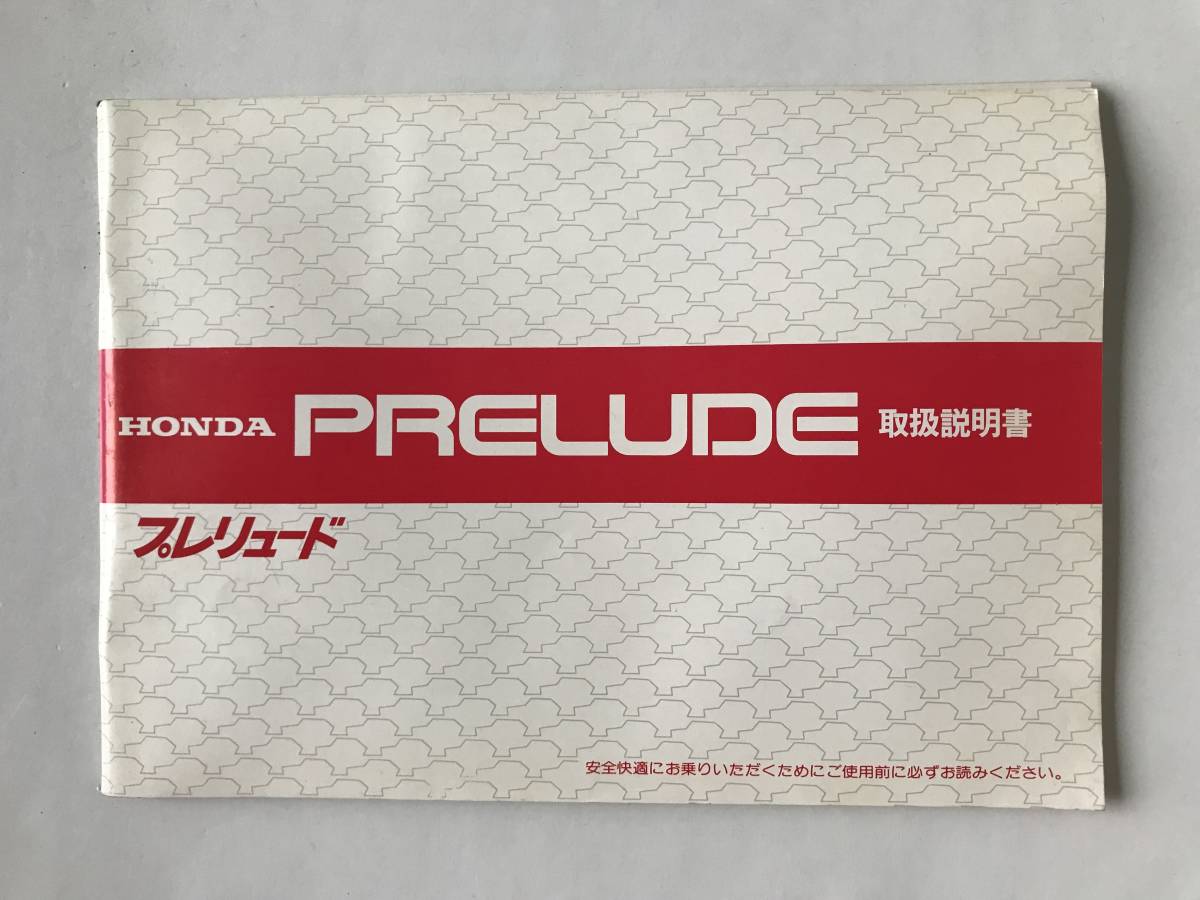 HONDA PRELUDE 取扱説明書
プレリュード
安全快適にお乗りいただくためにご使用前に必ずお読みください。